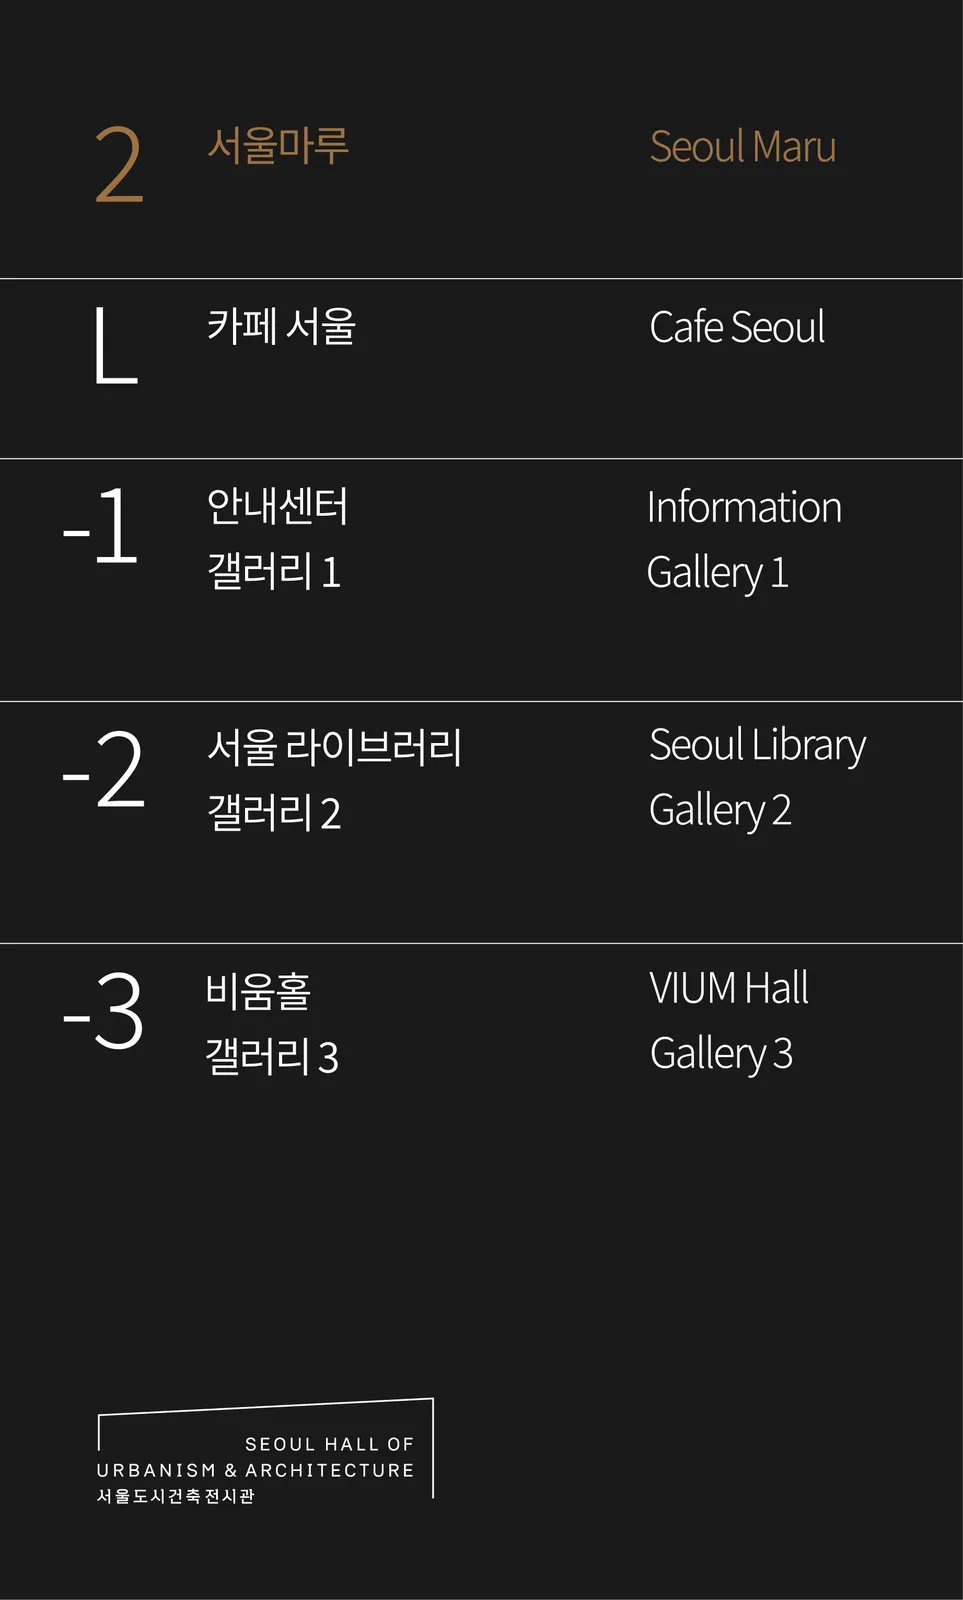 2 서울마루 Seoul Maru
L 카페 서울 Cafe Seoul
-1 안내센터 Information
갤러리 1 Gallery 1
-2 서울 라이브러리 Seoul Library
갤러리 2 Gallery 2
-3 비움홀 VIUM Hall
갤러리 3 Gallery 3
SEOUL HALL OF
URBANISM & ARCHITECTURE
서울도시건축전시관